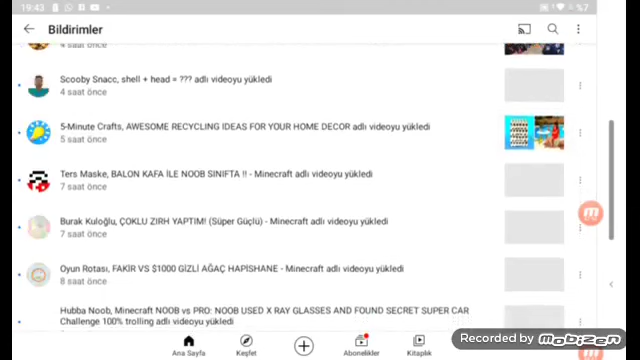 19:43
%7
Bildirimler
4 saat önce
Scooby Snacc, shell + head = ??? adlı videoyu yükledi
4 saat önce
5-Minute Crafts, AWESOME RECYCLING IDEAS FOR YOUR HOME DECOR adlı videoyu yükledi
5 saat önce
Ters Maske, BALON KAFA İLE NOOB SINIFTA !! - Minecraft adlı videoyu yükledi
7 saat önce
Burak Kuloğlu, ÇOKLU ZIRH YAPTIM! (Süper Güçlü) - Minecraft adlı videoyu yükledi
7 saat önce
Oyun Rotası, FAKİR VS $1000 GİZLİ AĞAÇ HAPİSHANE - Minecraft adlı videoyu yükledi
8 saat önce
Hubba Noob, Minecraft NOOB vs PRO: NOOB USED X RAY GLASSES AND FOUND SECRET SUPER CAR
Challenge 100% trolling adlı videoyu yükledi
Ana Sayfa
Keşfet
Abonelikler
Kitaplık
Recorded by mobizen